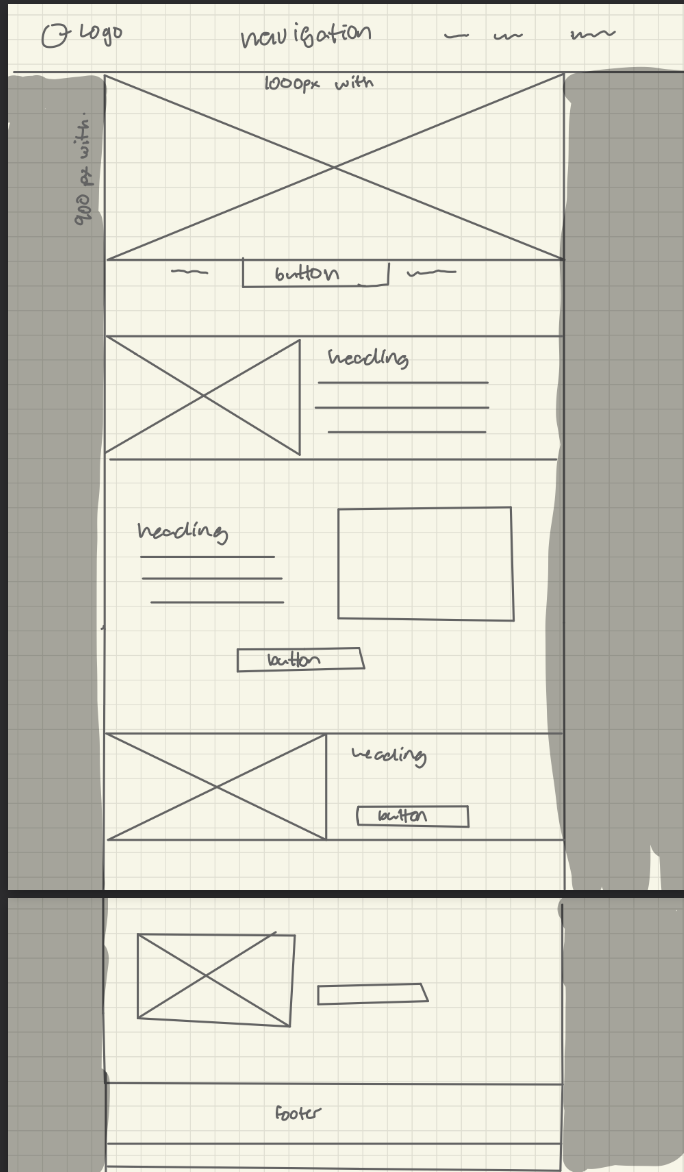 Logo
navigation
1000px with
900 px with.
button
heading
heading
button
heading
button
footer